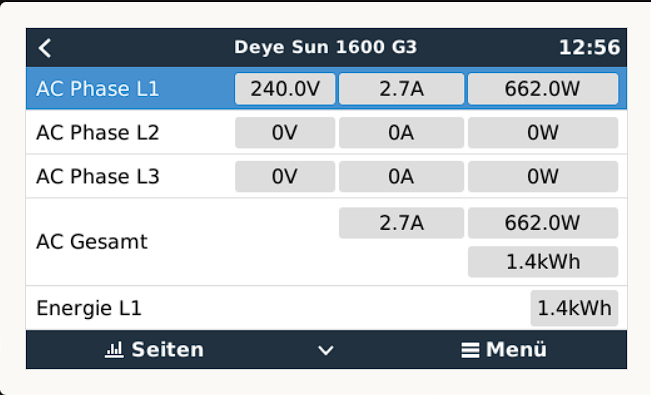 Deye Sun 1600 G3 12:56
AC Phase L1 240.0V 2.7A 662.0W
AC Phase L2 0V 0A 0W
AC Phase L3 0V 0A 0W
AC Gesamt 2.7A 662.0W
1.4kWh
Energie L1 1.4kWh
Seiten Menü